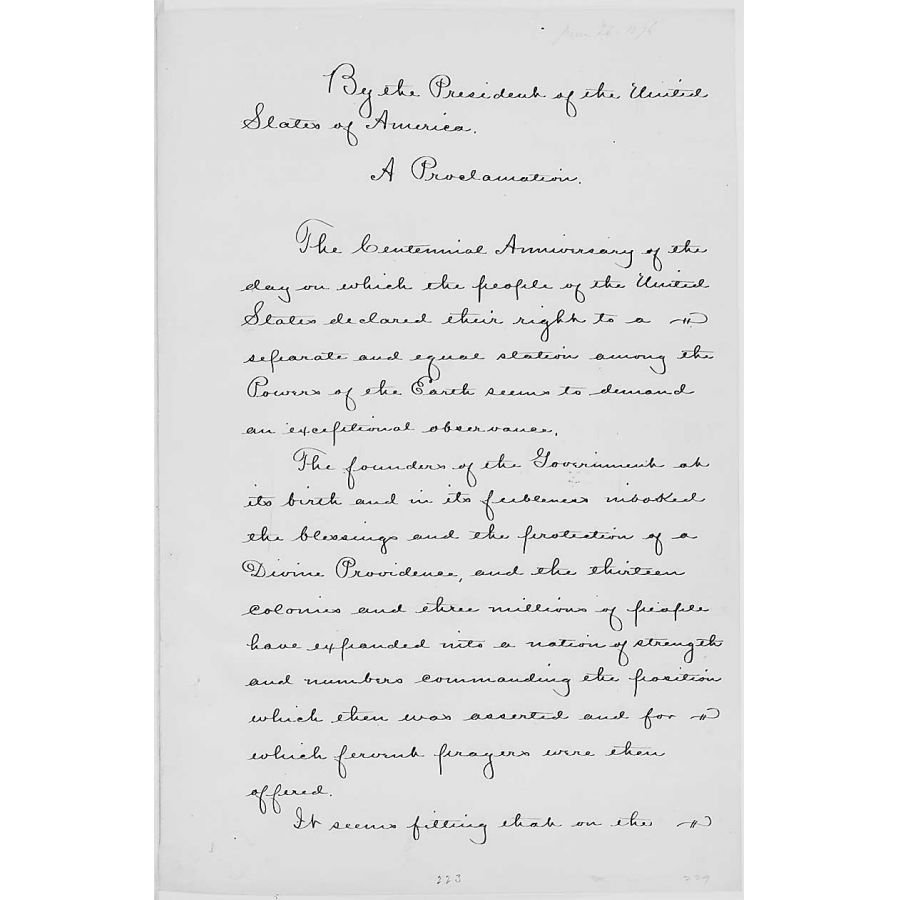 June 26. 1876
By the President of the United
States of America.
A Proclamation.
The Centennial Anniversary of the
day on which the people of the United
States declared their right to a
separate and equal station among the
Powers of the Earth seems to demand
an exceptional observance.
The founders of the Government at
its birth and in its feebleness invoked
the blessings and the protection of a
Divine Providence, and the thirteen
colonies and three millions of people
have expanded into a nation of strength
and numbers commanding the position
which then was asserted and for
which fervent prayers were then
offered.
It seems fitting that on the
223
229